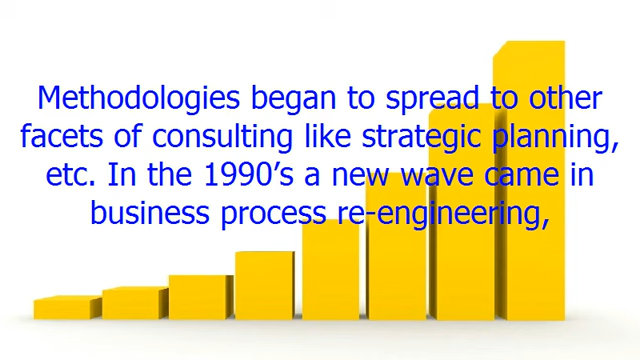 Methodologies began to spread to other
facets of consulting like strategic planning,
etc. In the 1990’s a new wave came in
business process re-engineering,